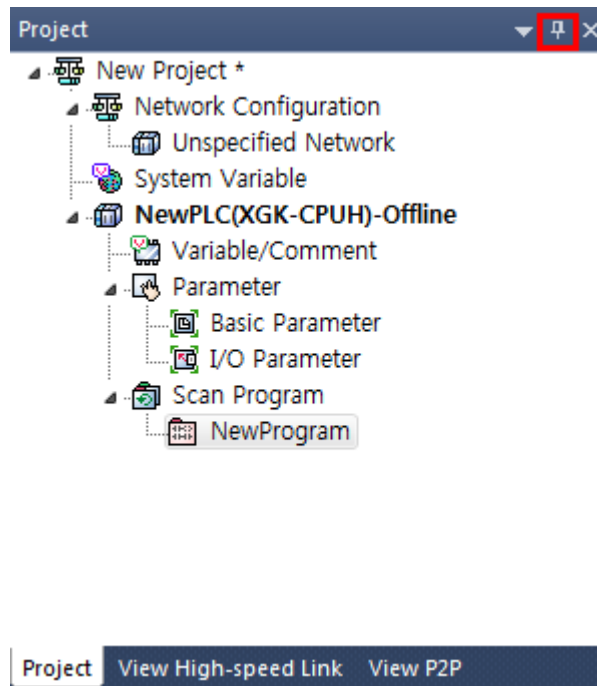 Project
New Project *
Network Configuration
Unspecified Network
System Variable
NewPLC(XGK-CPUH)-Offline
Variable/Comment
Parameter
Basic Parameter
I/O Parameter
Scan Program
NewProgram
Project View High-speed Link View P2P